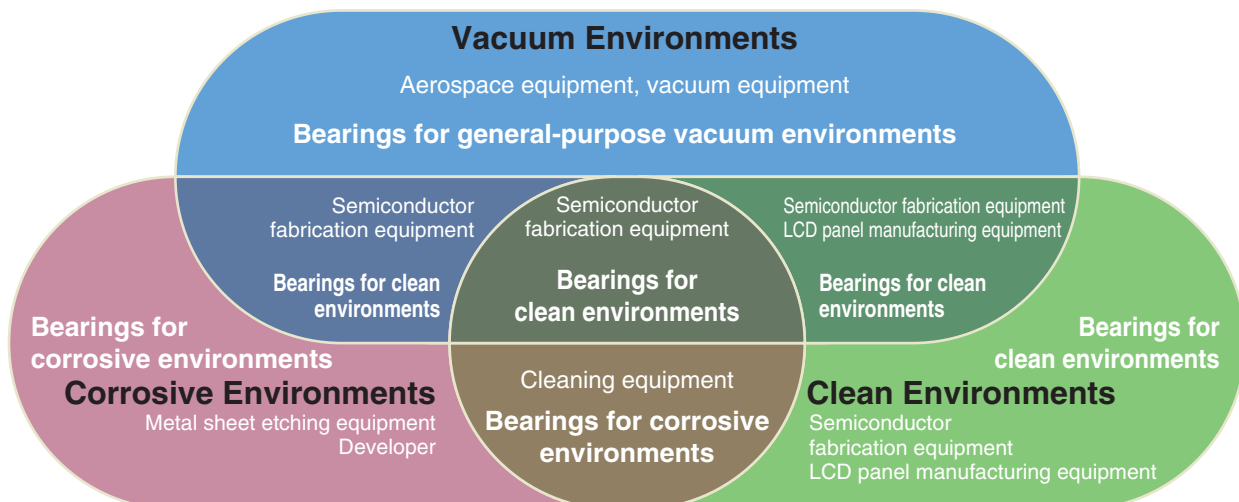 Vacuum Environments
Aerospace equipment, vacuum equipment
Bearings for general-purpose vacuum environments
Semiconductor
fabrication equipment
Bearings for clean
environments
Semiconductor
fabrication equipment
Bearings for
clean environments
Semiconductor fabrication equipment
LCD panel manufacturing equipment
Bearings for clean
environments
Bearings for
corrosive environments
Corrosive Environments
Metal sheet etching equipment
Developer
Cleaning equipment
Bearings for corrosive
environments
Bearings for
clean environments
Clean Environments
Semiconductor
fabrication equipment
LCD panel manufacturing equipment